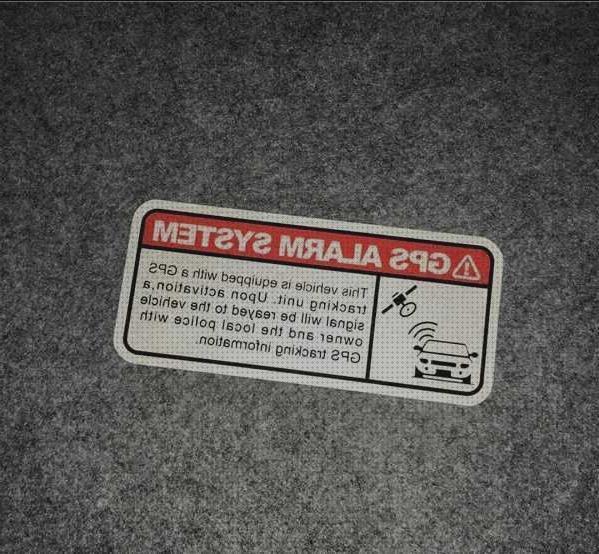 GPS ALARM SYSTEM
This vehicle is equipped with a GPS
tracking unit. Upon activation, a
signal will be reayed to the vehicle
owner and the local police with
GPS tracking information.